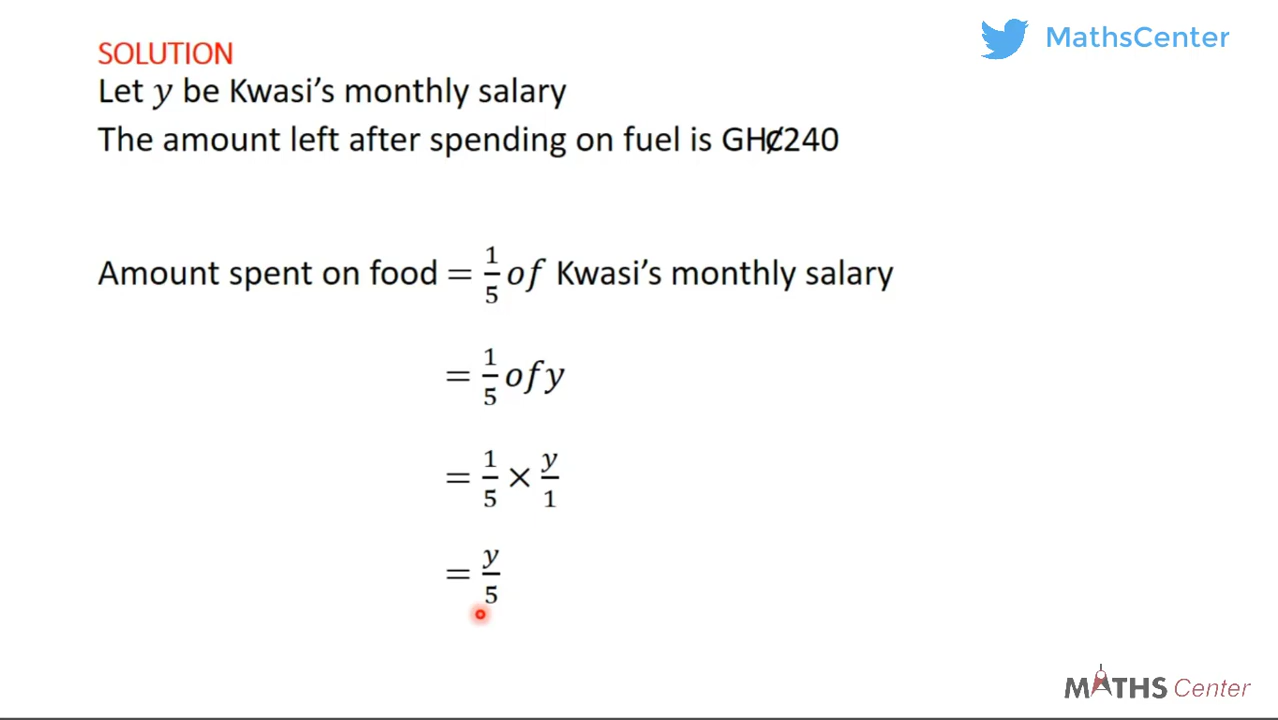 MathsCenter
SOLUTION
Let y be Kwasi's monthly salary
The amount left after spending on fuel is GH₵240
Amount spent on food = 1/5 of Kwasi's monthly salary
= 1/5 of y
= 1/5 × y/1
= y/5
MATHS Center